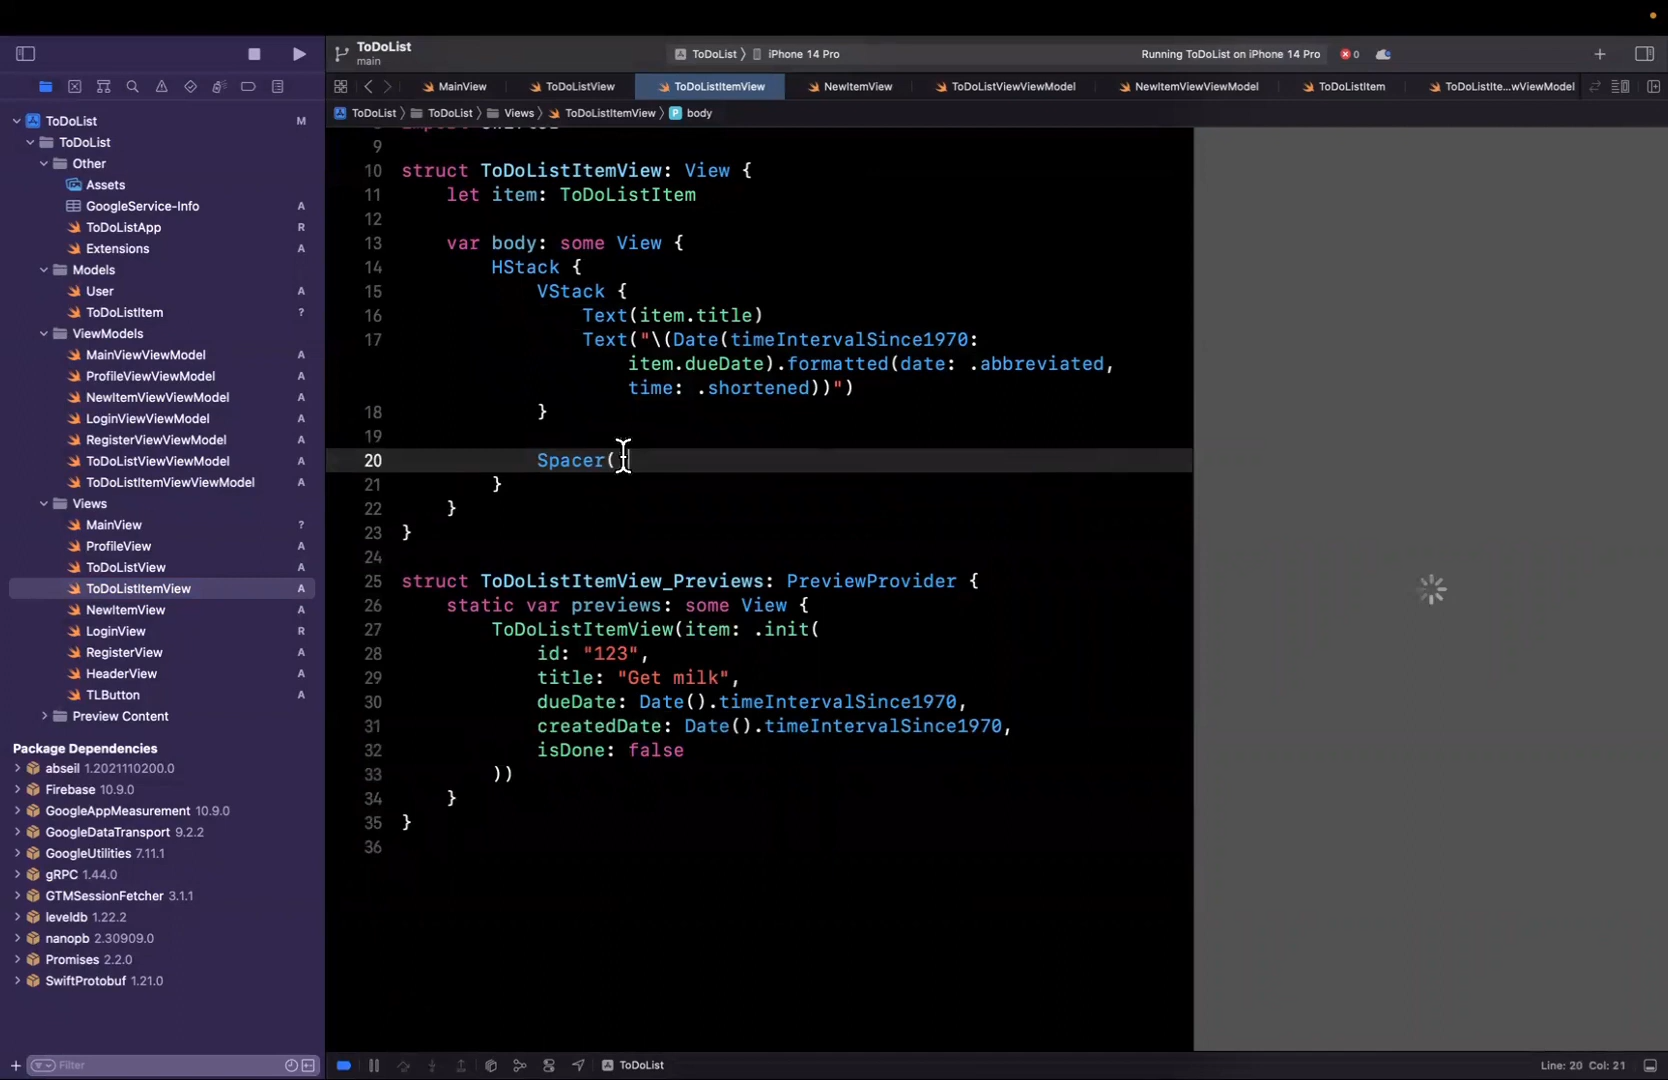 ToDoList
main
ToDoList
iPhone 14 Pro
Running ToDoList on iPhone 14 Pro
0
MainView
ToDoListView
ToDoListItemView
NewItemView
ToDoListViewViewModel
NewItemViewViewModel
ToDoListItem
ToDoListIte...wViewModel
ToDoList
ToDoList
Views
ToDoListItemView
P body
ToDoList M
ToDoList
Other
Assets
GoogleService-Info A
ToDoListApp R
Extensions A
Models
User A
ToDoListItem ?
ViewModels
MainViewViewModel A
ProfileViewViewModel A
NewItemViewViewModel A
LoginViewViewModel A
RegisterViewViewModel A
ToDoListViewViewModel A
ToDoListItemViewViewModel A
Views
MainView ?
ProfileView A
ToDoListView A
ToDoListItemView A
NewItemView A
LoginView R
RegisterView A
HeaderView A
TLButton A
Preview Content
Package Dependencies
abseil 1.2021110200.0
Firebase 10.9.0
GoogleAppMeasurement 10.9.0
GoogleDataTransport 9.2.2
GoogleUtilities 7.11.1
gRPC 1.44.0
GTMSessionFetcher 3.1.1
leveldb 1.22.2
nanopb 2.30909.0
Promises 2.2.0
SwiftProtobuf 1.21.0
Filter
9
10 struct ToDoListItemView: View {
11 let item: ToDoListItem
12
13 var body: some View {
14 HStack {
15 VStack {
16 Text(item.title)
17 Text("\(Date(timeIntervalSince1970:
item.dueDate).formatted(date: .abbreviated,
time: .shortened))")
18 }
19
20 Spacer()
21 }
22 }
23 }
24
25 struct ToDoListItemView_Previews: PreviewProvider {
26 static var previews: some View {
27 ToDoListItemView(item: .init(
28 id: "123",
29 title: "Get milk",
30 dueDate: Date().timeIntervalSince1970,
31 createdDate: Date().timeIntervalSince1970,
32 isDone: false
33 ))
34 }
35 }
36
ToDoList
Line: 20 Col: 21